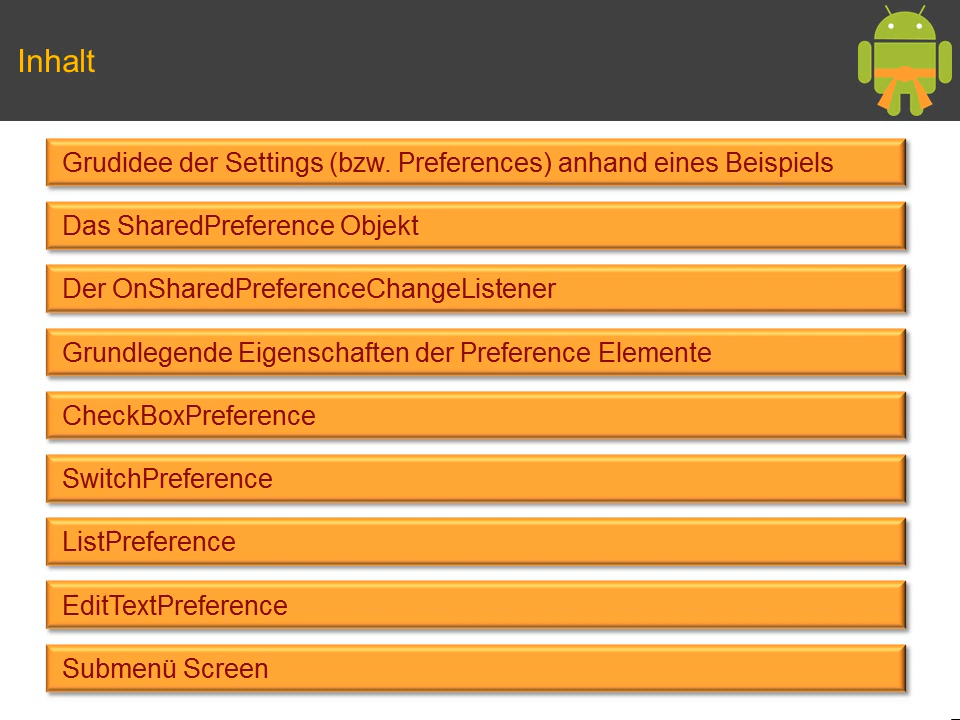 Inhalt
Grudidee der Settings (bzw. Preferences) anhand eines Beispiels
Das SharedPreference Objekt
Der OnSharedPreferenceChangeListener
Grundlegende Eigenschaften der Preference Elemente
CheckBoxPreference
SwitchPreference
ListPreference
EditTextPreference
Submenü Screen